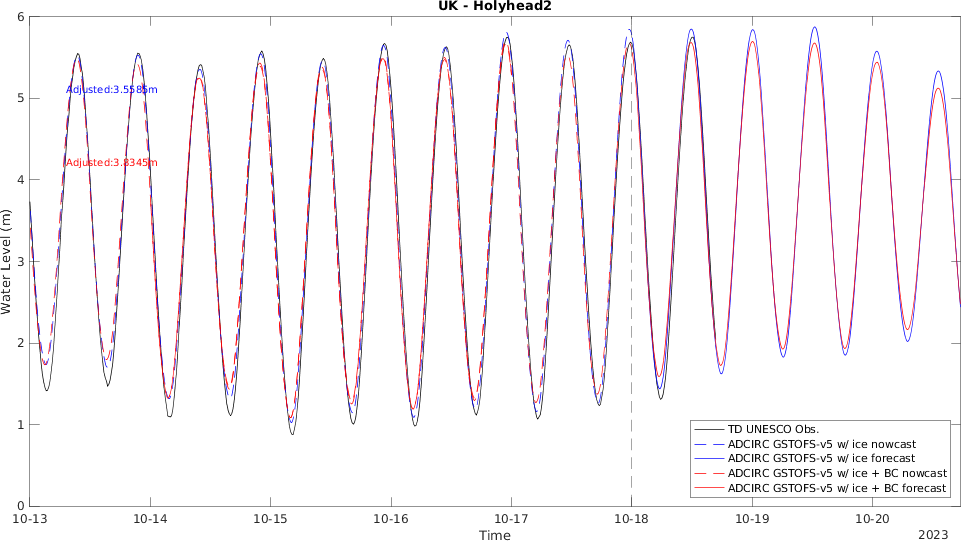 UK - Holyhead2
6
5
4
3
2
1
0
Water Level (m)
Adjusted:3.5585m
Adjusted:3.8345m
TD UNESCO Obs.
ADCIRC GSTOFS-v5 w/ ice nowcast
ADCIRC GSTOFS-v5 w/ ice forecast
ADCIRC GSTOFS-v5 w/ ice + BC nowcast
ADCIRC GSTOFS-v5 w/ ice + BC forecast
10-13 10-14 10-15 10-16 10-17 10-18 10-19 10-20
Time
2023